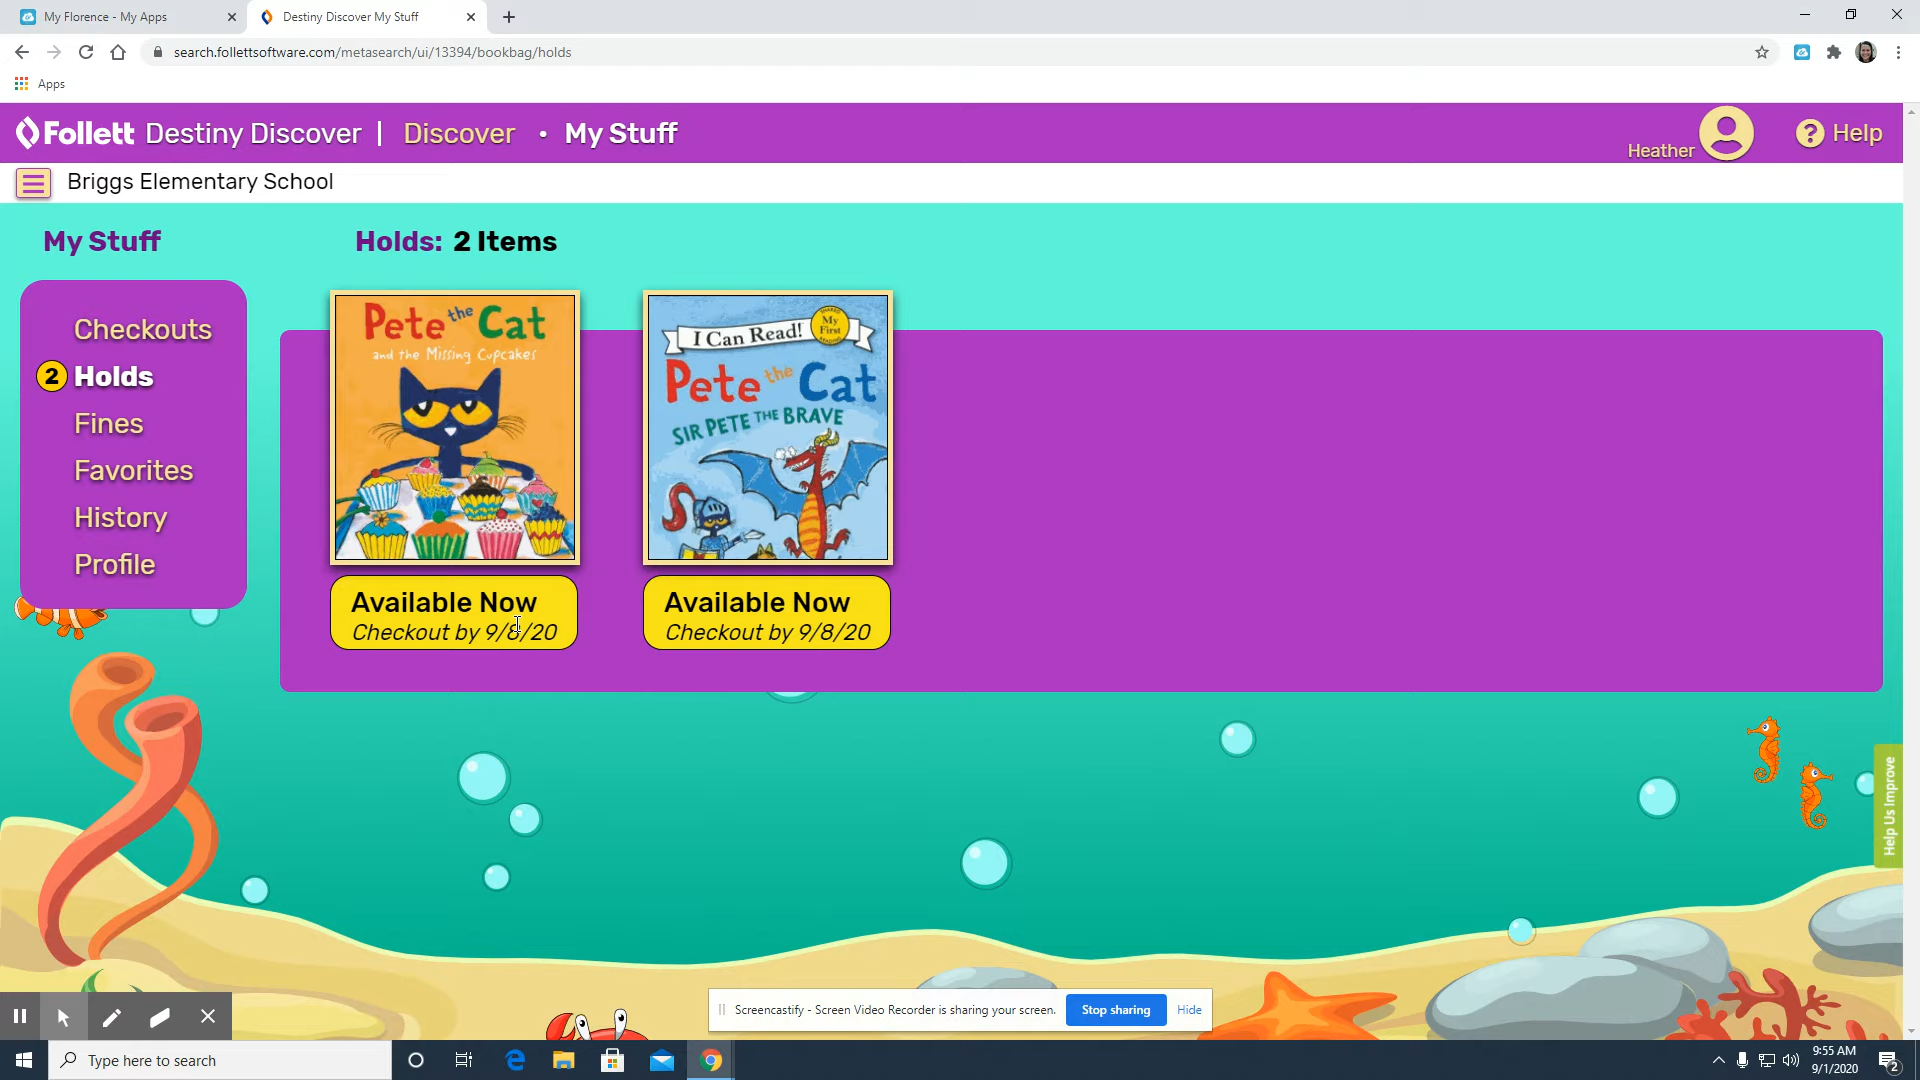 My Florence - My Apps
Destiny Discover My Stuff
search.follettsoftware.com/metasearch/ui/13394/bookbag/holds
Apps
Follett Destiny Discover | Discover • My Stuff
Heather
? Help
Briggs Elementary School
My Stuff
Holds: 2 Items
Checkouts
2 Holds
Fines
Favorites
History
Profile
Pete the Cat
and the Missing Cupcakes
Available Now
Checkout by 9/8/20
I Can Read!
My
First
Pete the Cat
SIR PETE THE BRAVE
Available Now
Checkout by 9/8/20
Help Us Improve
Screencastify - Screen Video Recorder is sharing your screen.
Stop sharing
Hide
Type here to search
9:55 AM
9/1/2020
2